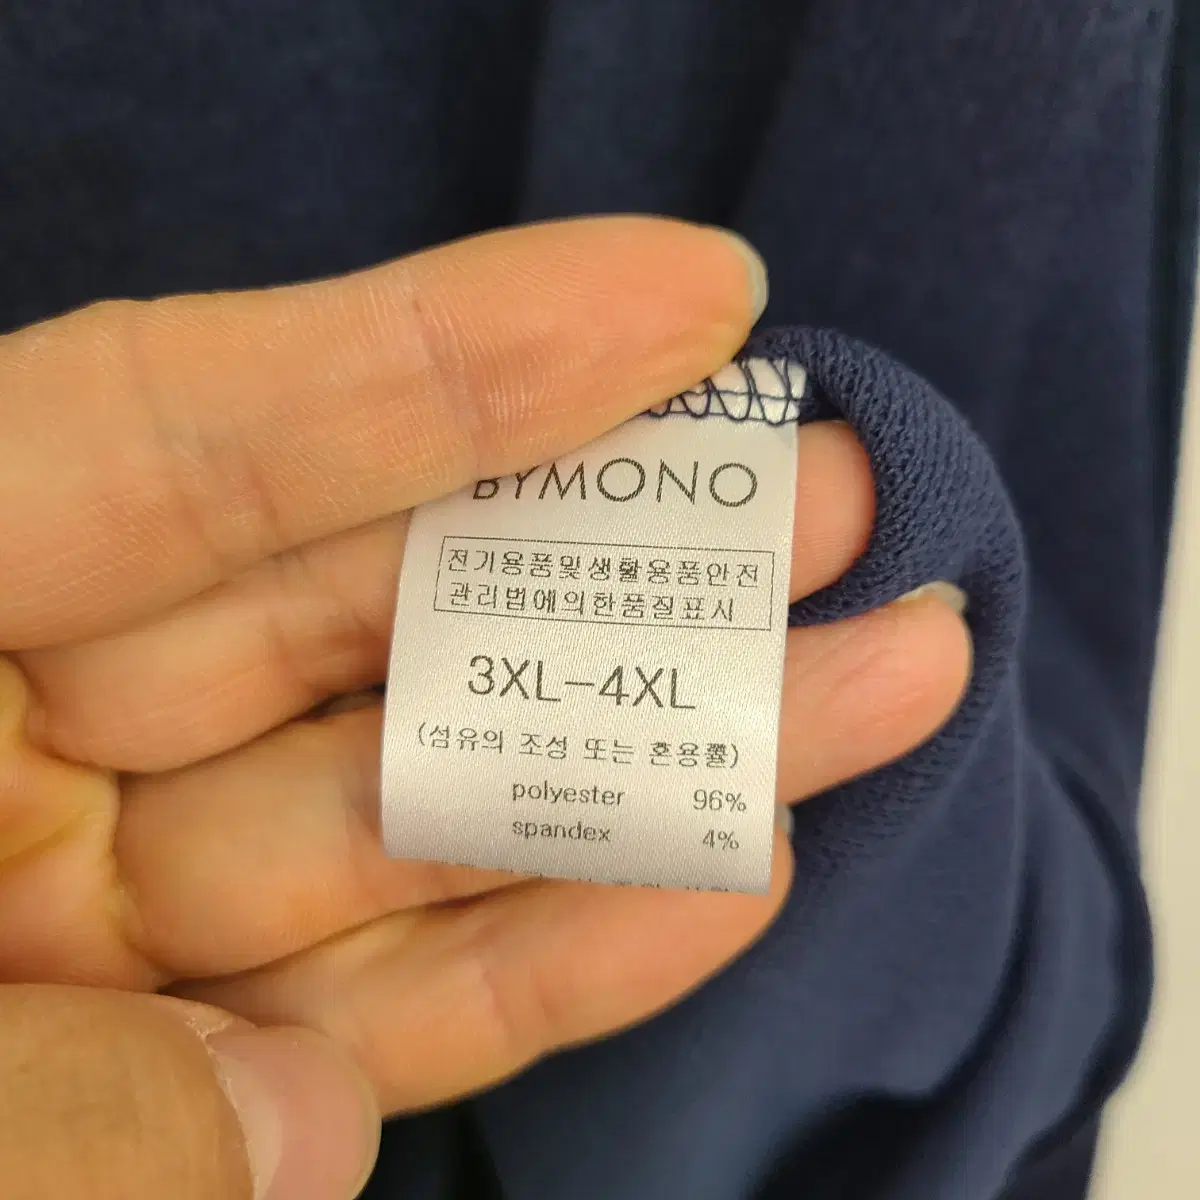 BYMONO
전기용품및생활용품안전
관리법에의한품질표시
3XL-4XL
(섬유의 조성 또는 혼용률)
polyester 96%
spandex 4%